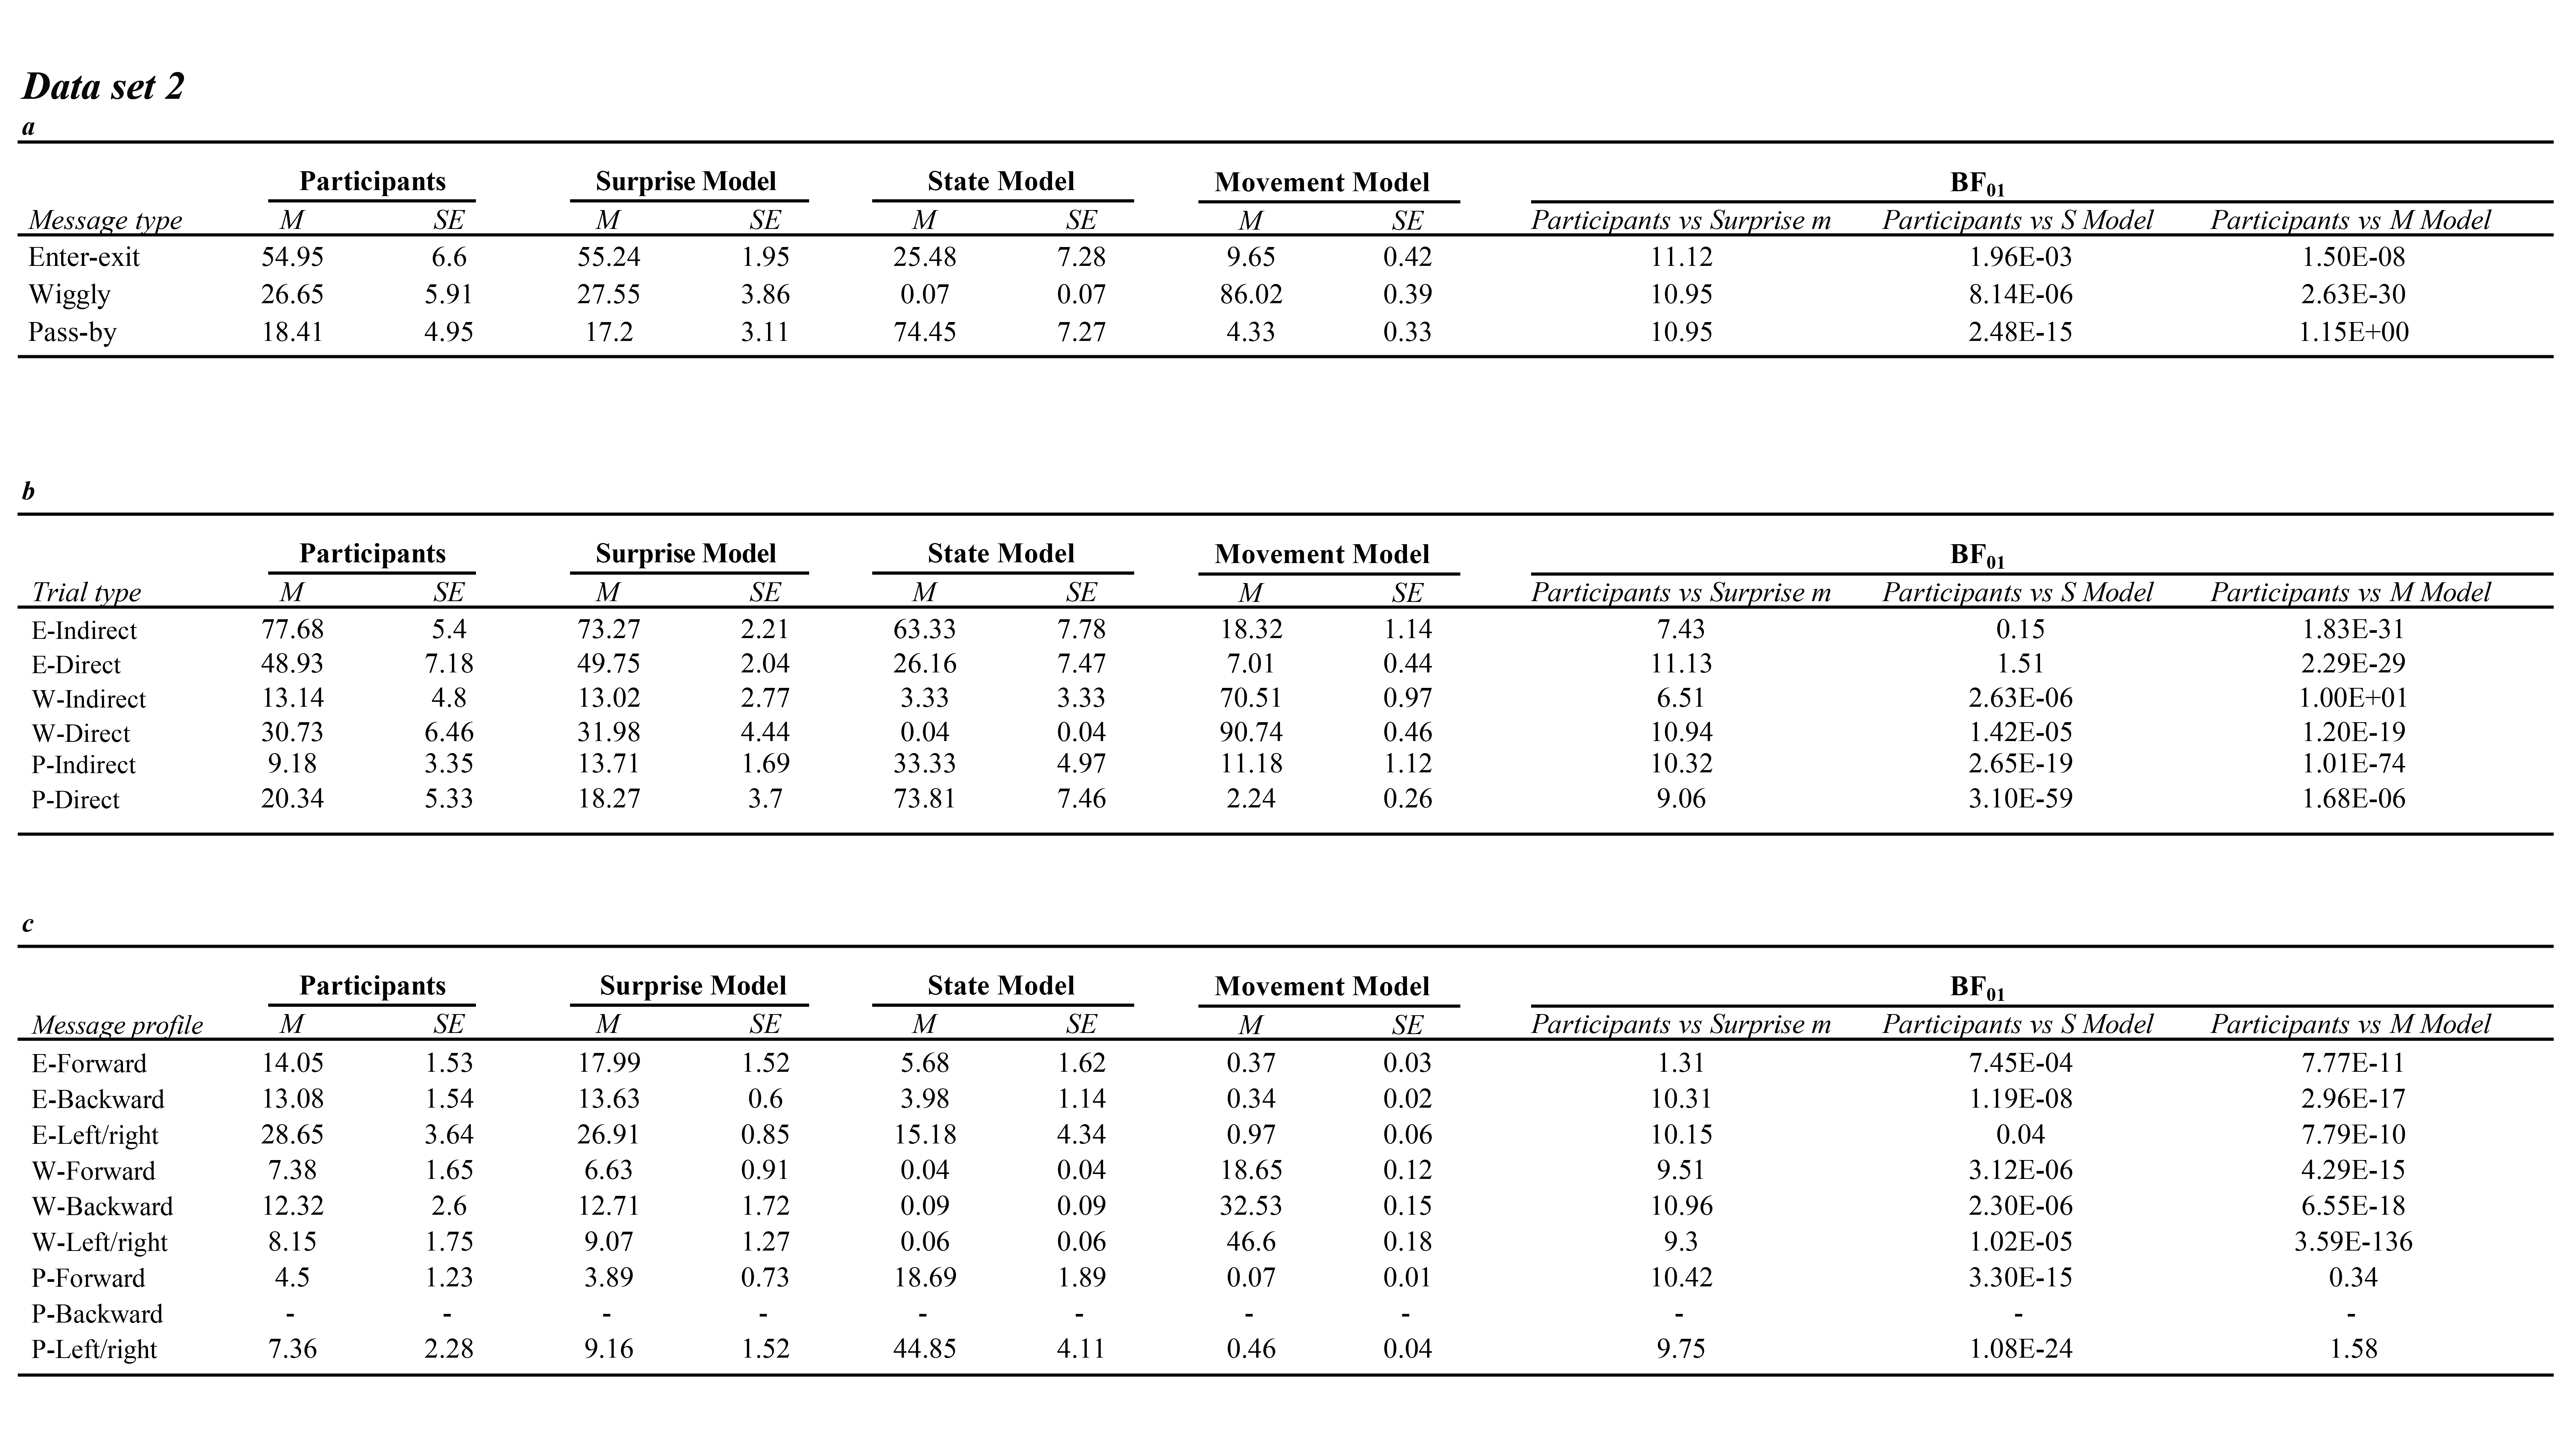 Data set 2
a
Participants Surprise Model State Model Movement Model BF01
Message type M SE M SE M SE M SE Participants vs Surprise m Participants vs S Model Participants vs M Model
Enter-exit 54.95 6.6 55.24 1.95 25.48 7.28 9.65 0.42 11.12 1.96E-03 1.50E-08
Wiggly 26.65 5.91 27.55 3.86 0.07 0.07 86.02 0.39 10.95 8.14E-06 2.63E-30
Pass-by 18.41 4.95 17.2 3.11 74.45 7.27 4.33 0.33 10.95 2.48E-15 1.15E+00
b
Participants Surprise Model State Model Movement Model BF01
Trial type M SE M SE M SE M SE Participants vs Surprise m Participants vs S Model Participants vs M Model
E-Indirect 77.68 5.4 73.27 2.21 63.33 7.78 18.32 1.14 7.43 0.15 1.83E-31
E-Direct 48.93 7.18 49.75 2.04 26.16 7.47 7.01 0.44 11.13 1.51 2.29E-29
W-Indirect 13.14 4.8 13.02 2.77 3.33 3.33 70.51 0.97 6.51 2.63E-06 1.00E+01
W-Direct 30.73 6.46 31.98 4.44 0.04 0.04 90.74 0.46 10.94 1.42E-05 1.20E-19
P-Indirect 9.18 3.35 13.71 1.69 33.33 4.97 11.18 1.12 10.32 2.65E-19 1.01E-74
P-Direct 20.34 5.33 18.27 3.7 73.81 7.46 2.24 0.26 9.06 3.10E-59 1.68E-06
c
Participants Surprise Model State Model Movement Model BF01
Message profile M SE M SE M SE M SE Participants vs Surprise m Participants vs S Model Participants vs M Model
E-Forward 14.05 1.53 17.99 1.52 5.68 1.62 0.37 0.03 1.31 7.45E-04 7.77E-11
E-Backward 13.08 1.54 13.63 0.6 3.98 1.14 0.34 0.02 10.31 1.19E-08 2.96E-17
E-Left/right 28.65 3.64 26.91 0.85 15.18 4.34 0.97 0.06 10.15 0.04 7.79E-10
W-Forward 7.38 1.65 6.63 0.91 0.04 0.04 18.65 0.12 9.51 3.12E-06 4.29E-15
W-Backward 12.32 2.6 12.71 1.72 0.09 0.09 32.53 0.15 10.96 2.30E-06 6.55E-18
W-Left/right 8.15 1.75 9.07 1.27 0.06 0.06 46.6 0.18 9.3 1.02E-05 3.59E-136
P-Forward 4.5 1.23 3.89 0.73 18.69 1.89 0.07 0.01 10.42 3.30E-15 0.34
P-Backward - - - - - - - - - - -
P-Left/right 7.36 2.28 9.16 1.52 44.85 4.11 0.46 0.04 9.75 1.08E-24 1.58